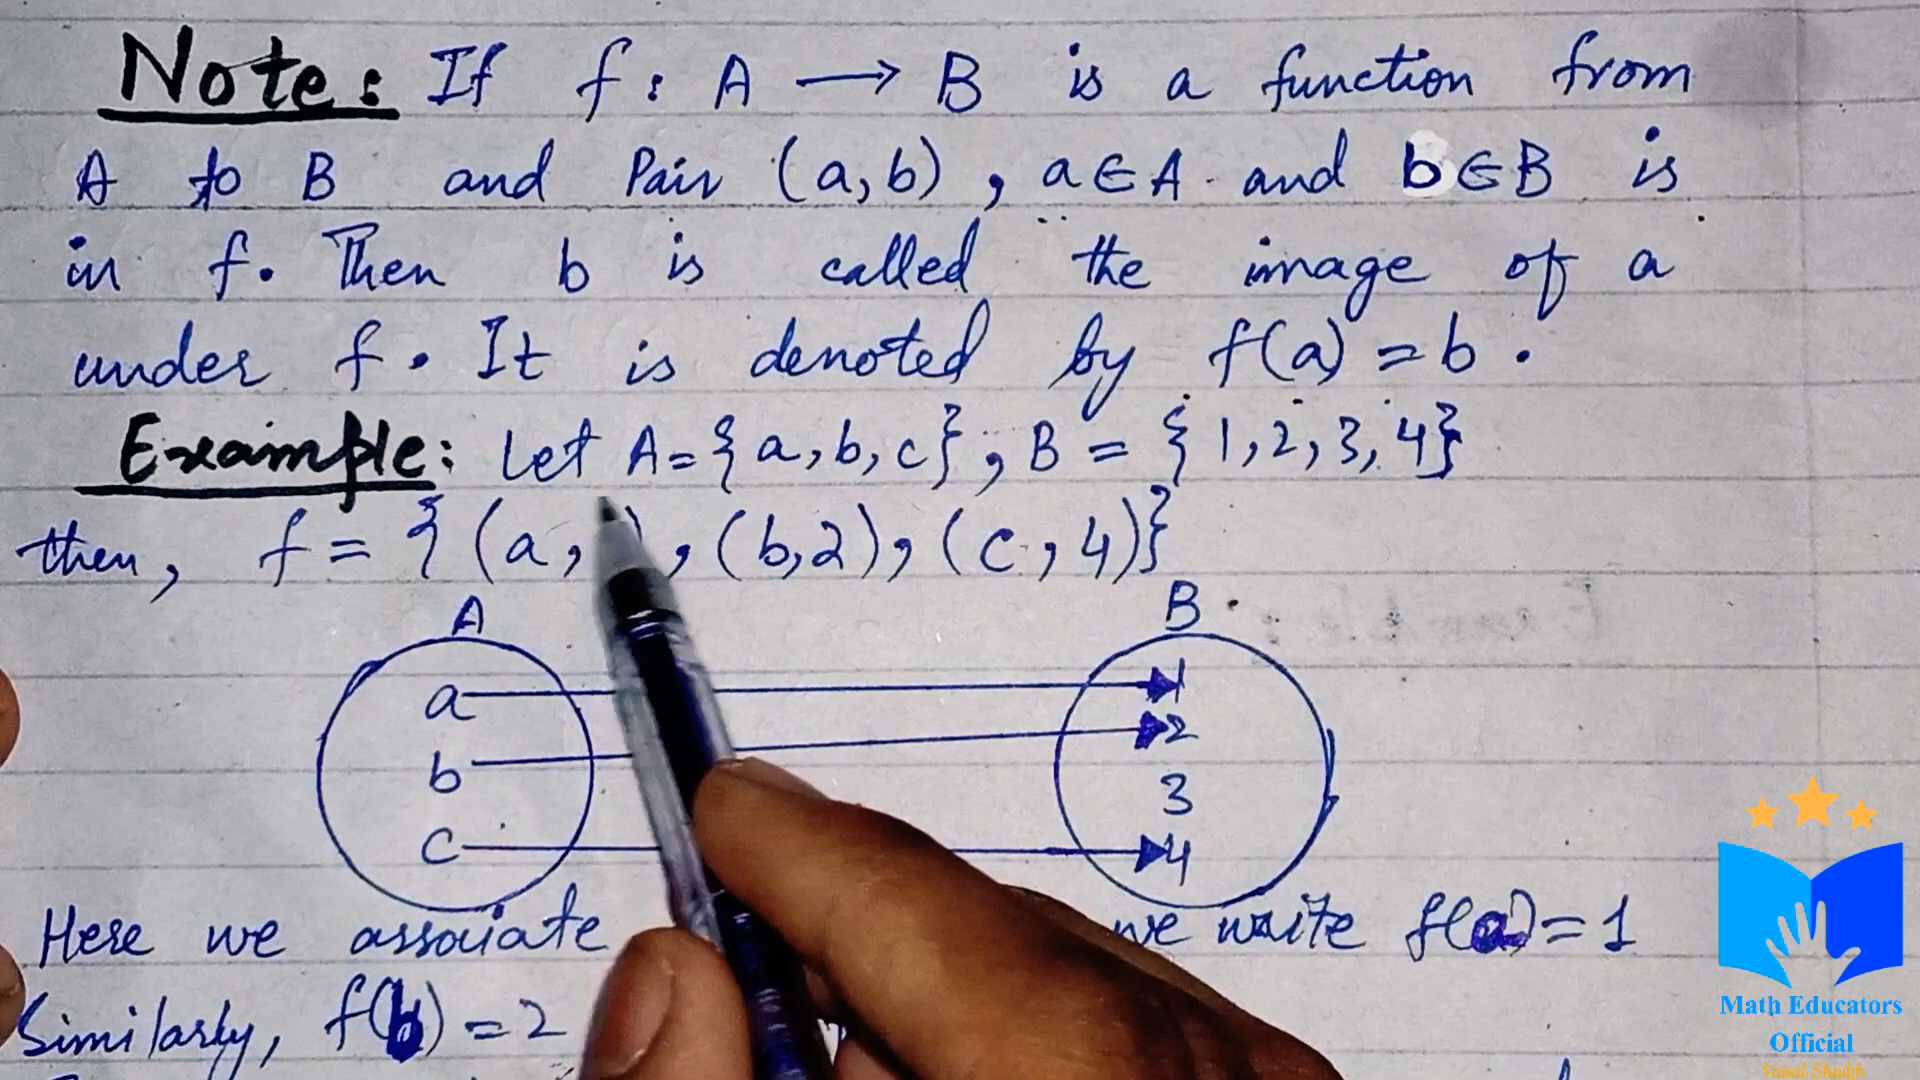 Note: If f: A → B is a function from
A to B and Pair (a,b), a∈A and b∈B is
in f. Then b is called the image of a
under f. It is denoted by f(a) = b.
Example: Let A={a,b,c}, B = {1,2,3,4}
then, f = {(a, ), (b,2), (c,4)}
A B
a 1
b 2
3
c 4
Here we associate we write f(a)=1
Similarly, f(b)=2
Math Educators
Official
Faisal Shaikh